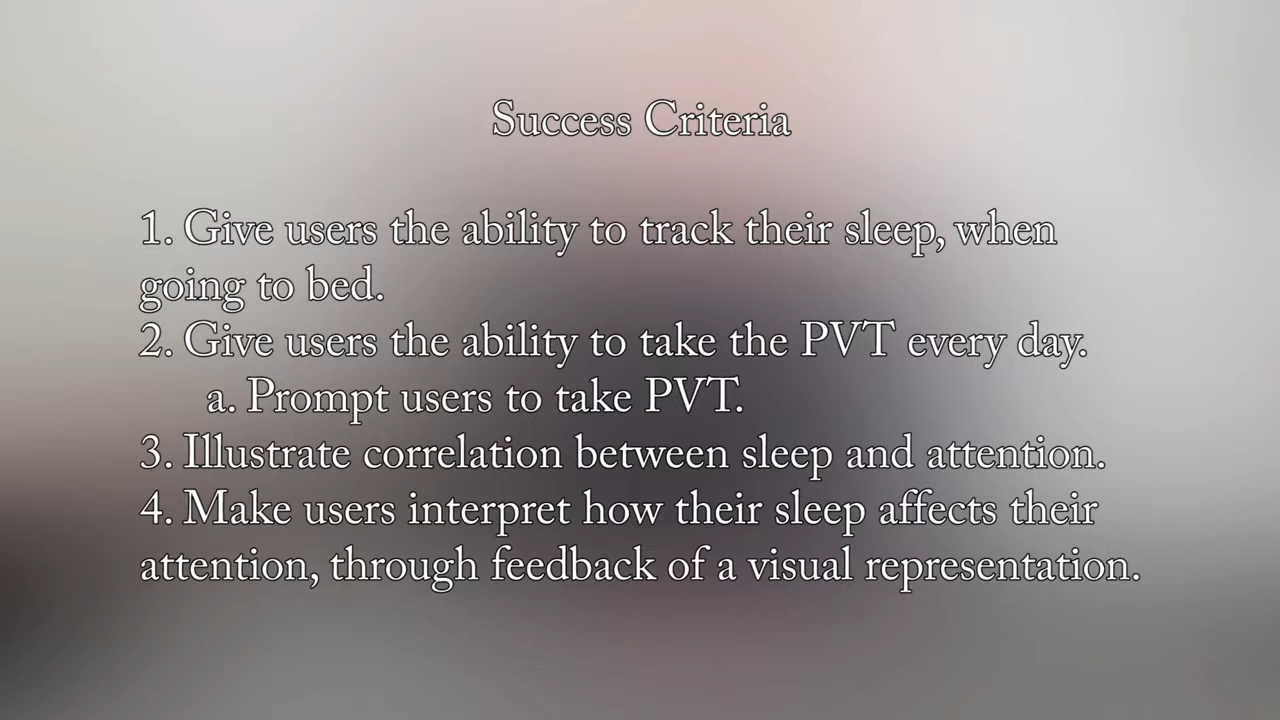 Success Criteria
1. Give users the ability to track their sleep, when
going to bed.
2. Give users the ability to take the PVT every day.
a. Prompt users to take PVT.
3. Illustrate correlation between sleep and attention.
4. Make users interpret how their sleep affects their
attention, through feedback of a visual representation.